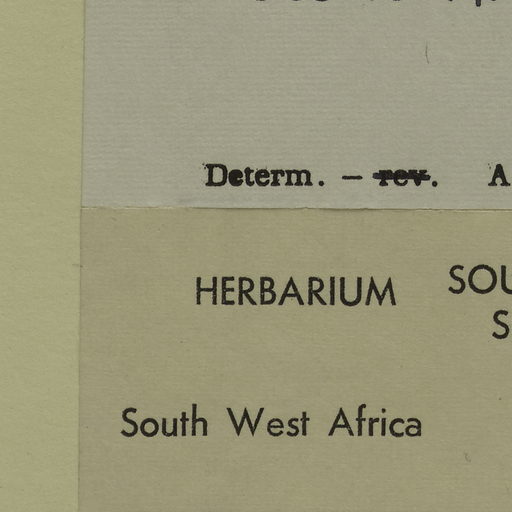 Determ. — rev. A
HERBARIUM SOU
S
South West Africa